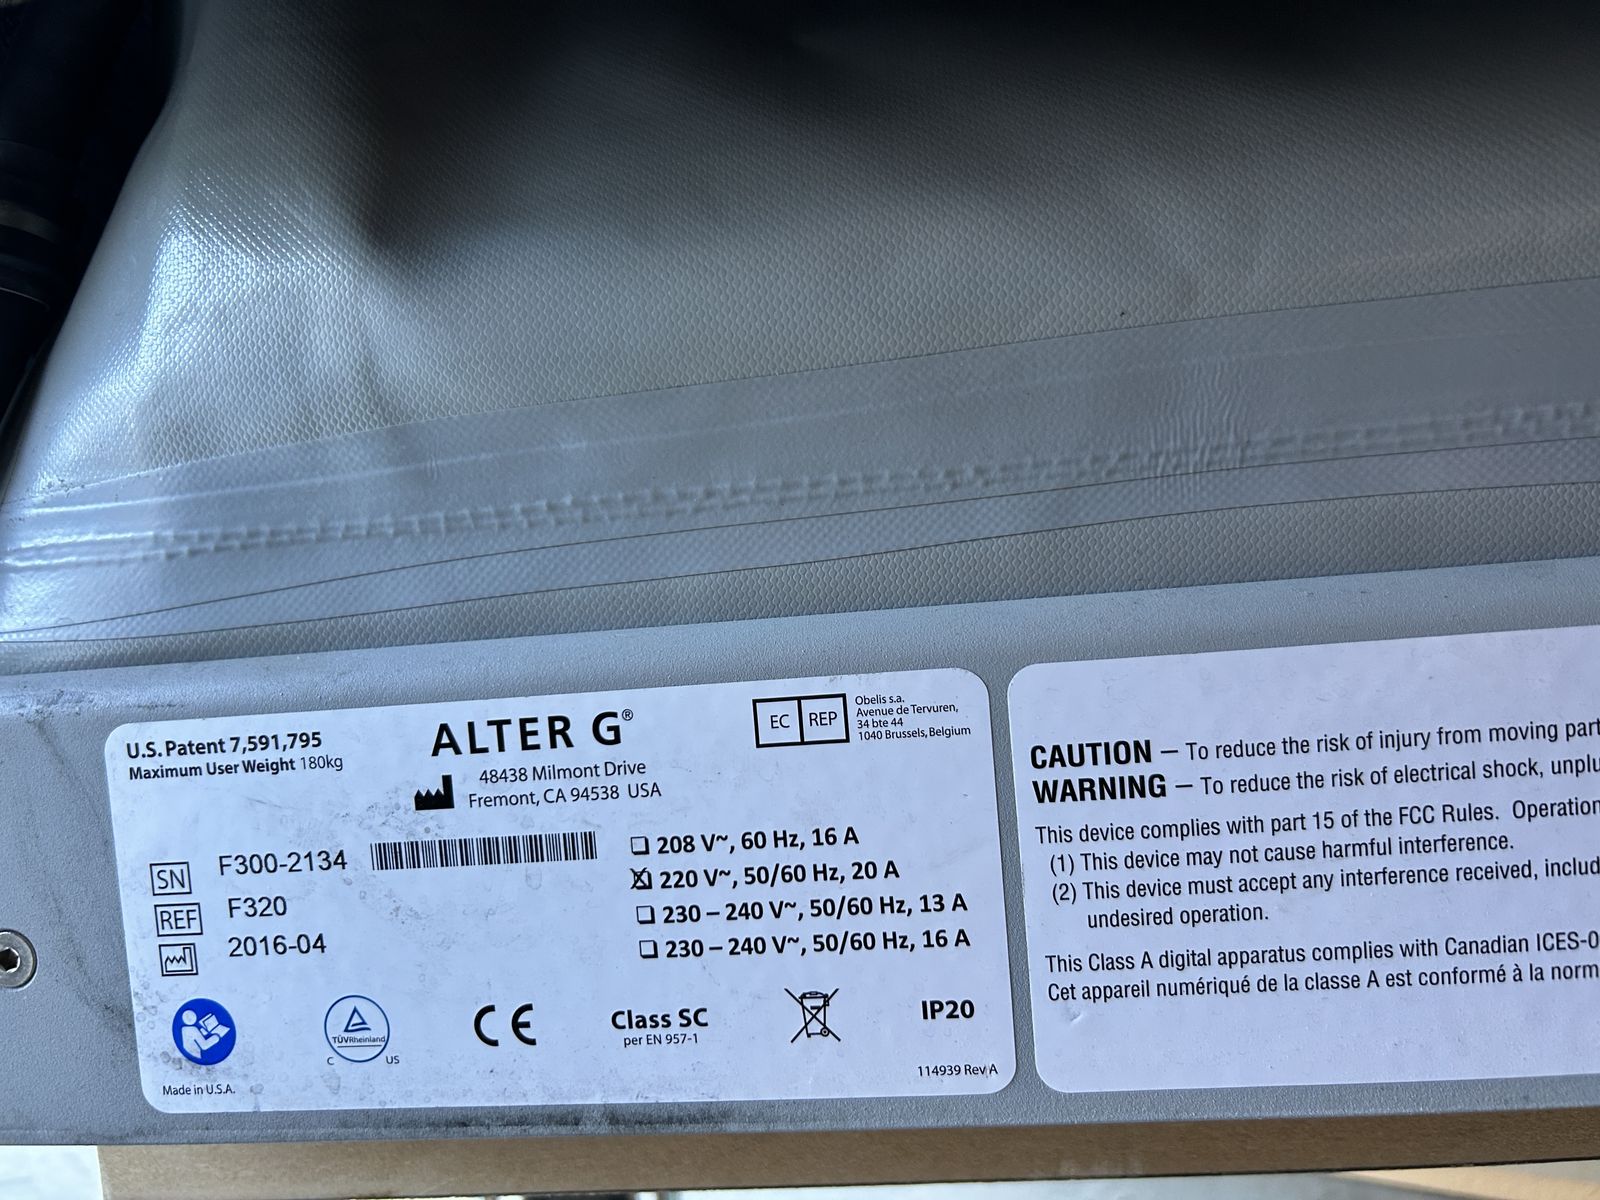 U.S. Patent 7,591,795
Maximum User Weight 180kg
ALTER G®
48438 Milmont Drive
Fremont, CA 94538 USA
EC REP
Obelis s.a.
Avenue de Tervuren,
34 bte 44
1040 Brussels, Belgium
SN F300-2134
REF F320
2016-04
208 V~, 60 Hz, 16 A
220 V~, 50/60 Hz, 20 A
230 – 240 V~, 50/60 Hz, 13 A
230 – 240 V~, 50/60 Hz, 16 A
TÜVRheinland
C US
CE
Class SC
per EN 957-1
IP20
Made in U.S.A.
114939 Rev A
CAUTION – To reduce the risk of injury from moving part
WARNING – To reduce the risk of electrical shock, unplu
This device complies with part 15 of the FCC Rules. Operation
(1) This device may not cause harmful interference.
(2) This device must accept any interference received, includ
undesired operation.
This Class A digital apparatus complies with Canadian ICES-0
Cet appareil numérique de la classe A est conformé à la norm